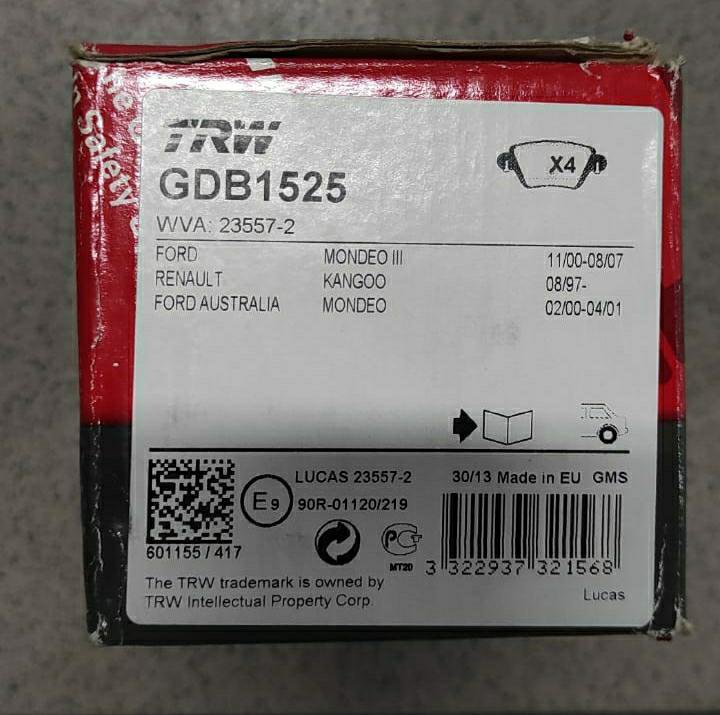 n Safety
TRW
X4
GDB1525
WVA: 23557-2
FORD MONDEO III 11/00-08/07
RENAULT KANGOO 08/97-
FORD AUSTRALIA MONDEO 02/00-04/01
LUCAS 23557-2 30/13 Made in EU GMS
E9 90R-01120/219
601155 / 417
MT20
3 322937 321568
The TRW trademark is owned by
TRW Intellectual Property Corp.
Lucas